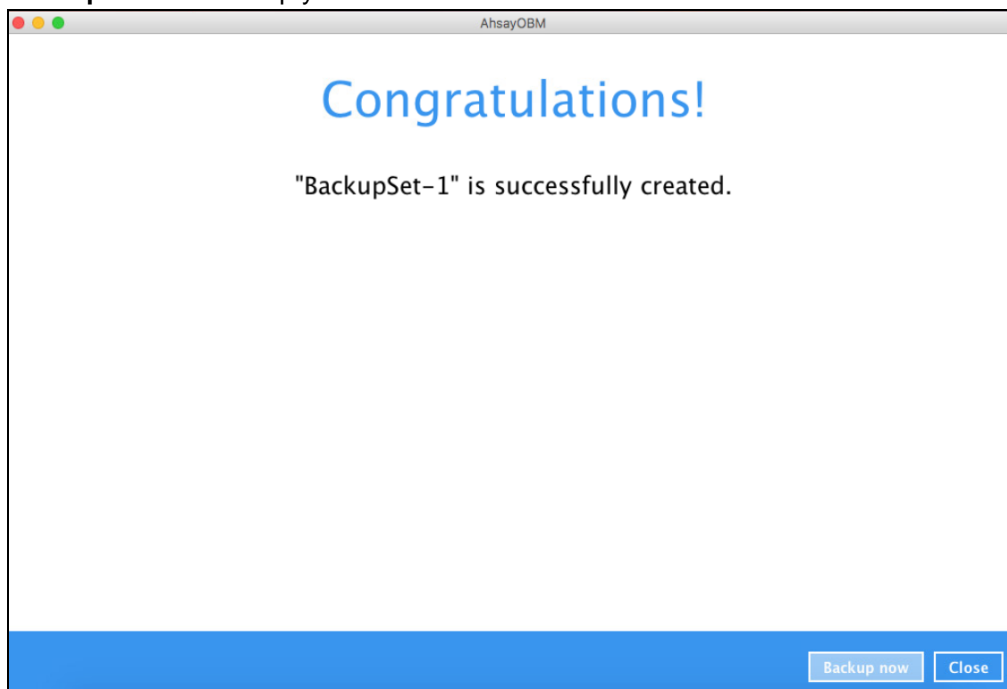 AhsayOBM
Congratulations!
"BackupSet-1" is successfully created.
Backup now Close